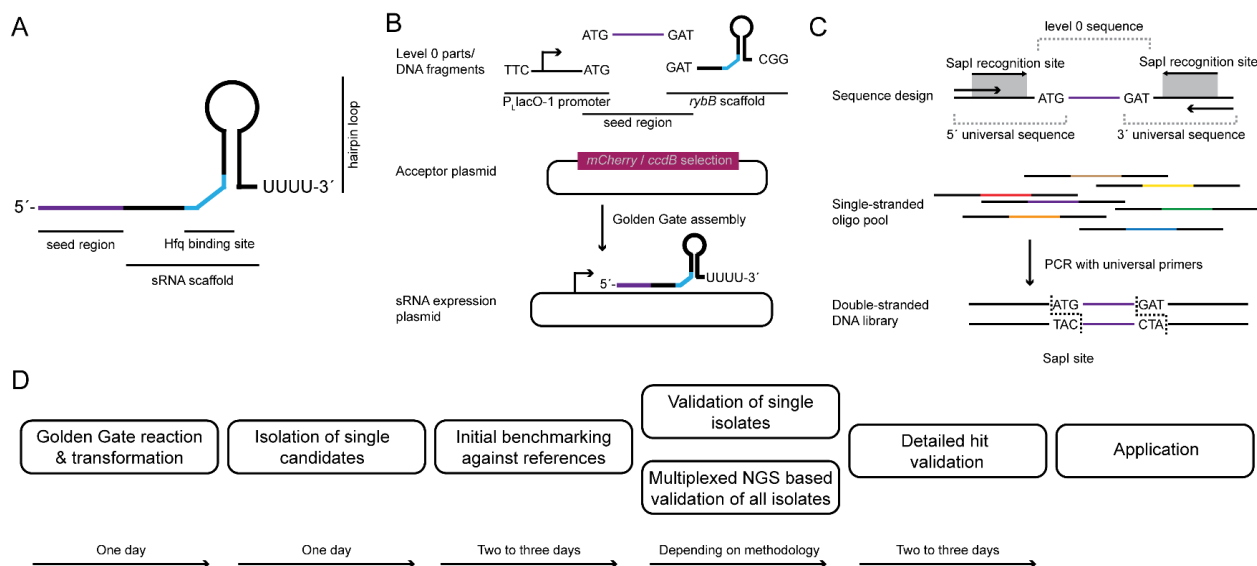 A
hairpin loop
UUUU-3´
5´-
seed region
Hfq binding site
sRNA scaffold
B
Level 0 parts/
DNA fragments
ATG
GAT
TTC
ATG
GAT
CGG
PLlacO-1 promoter
rybB scaffold
seed region
Acceptor plasmid
mCherry / ccdB selection
Golden Gate assembly
5´-
UUUU-3´
sRNA expression
plasmid
C
level 0 sequence
SapI recognition site
SapI recognition site
Sequence design
ATG
GAT
5´ universal sequence
3´ universal sequence
Single-stranded
oligo pool
PCR with universal primers
Double-stranded
DNA library
ATG
GAT
TAC
CTA
SapI site
D
Golden Gate reaction
& transformation
Isolation of single
candidates
Initial benchmarking
against references
Validation of single
isolates
Multiplexed NGS based
validation of all isolates
Detailed hit
validation
Application
One day
One day
Two to three days
Depending on methodology
Two to three days